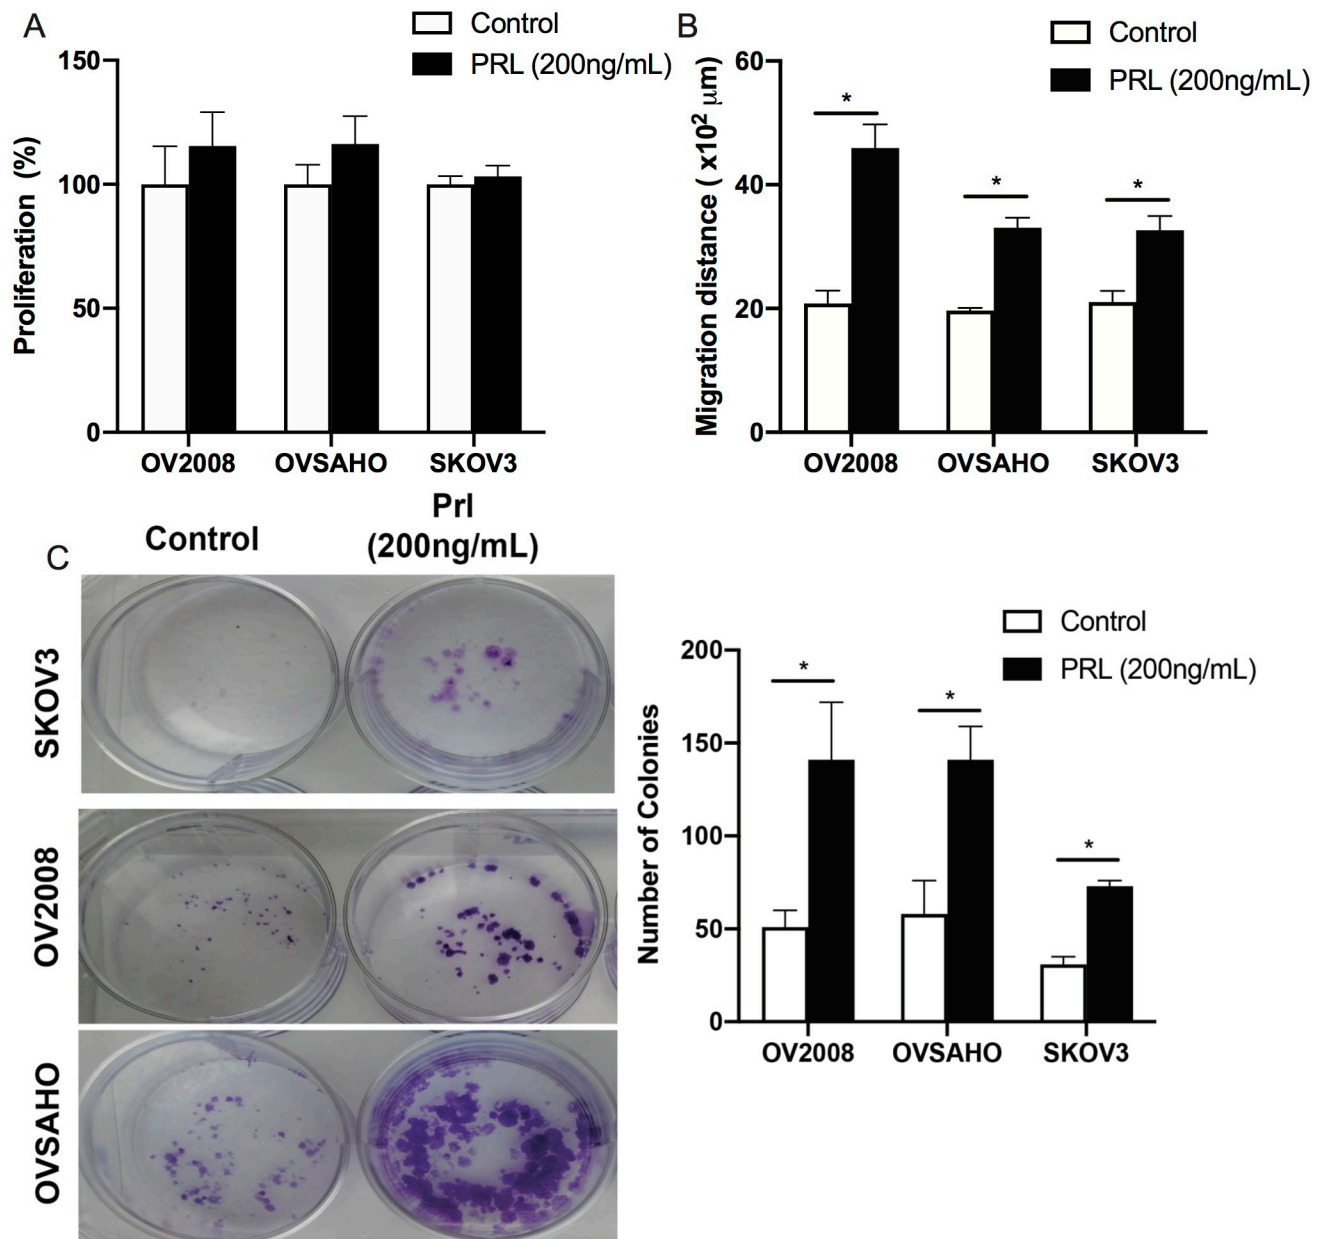 A
Control
PRL (200ng/mL)
150
100
50
0
Proliferation (%)
OV2008 OVSAHO SKOV3
B
Control
PRL (200ng/mL)
60
40
20
0
Migration distance ( x10² μm)
*
*
*
OV2008 OVSAHO SKOV3
C
Control
Prl
(200ng/mL)
SKOV3
OV2008
OVSAHO
Control
PRL (200ng/mL)
200
150
100
50
0
Number of Colonies
*
*
*
OV2008 OVSAHO SKOV3